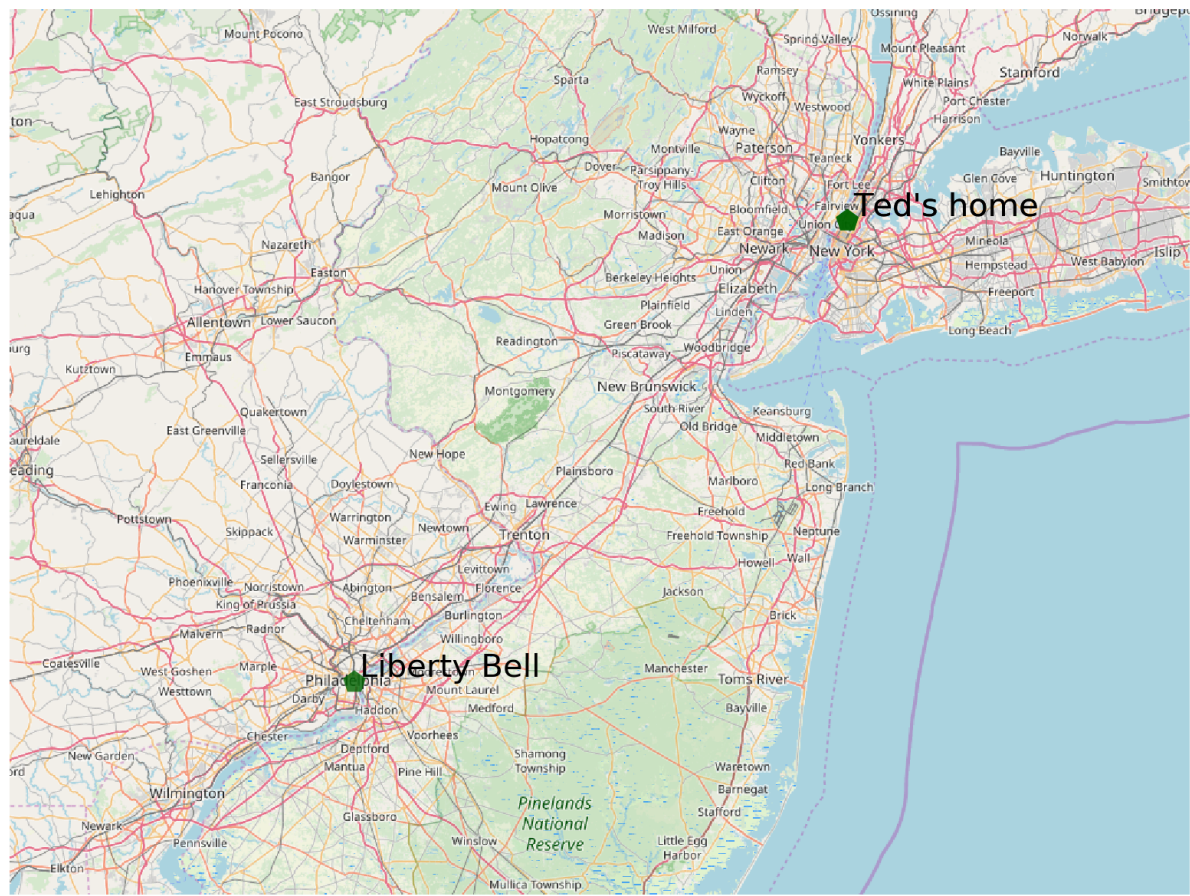 Ossining
Mount Pocono
West Milford
Spring Valley
Mount Pleasant
Norwalk
Ramsey
White Plains
Stamford
Sparta
Wyckoff
Port Chester
East Stroudsburg
Westwood
Harrison
Hopatcong
Wayne
Yonkers
Paterson
Montville
Teaneck
Bayville
Dover
Parsippany-
Troy Hills
Bangor
Clifton
Fort Lee
Glen Cove
Huntington
Lehighton
Mount Olive
Ted's home
Morristown
Bloomfield
Fairview
Madison
East Orange
Union
Nazareth
Newark
New York
Mineola
Islip
Easton
Berkeley Heights
Union
Hempstead
West Babylon
Hanover Township
Elizabeth
Freeport
Plainfield
Linden
Allentown
Lower Saucon
Green Brook
Long Beach
Readington
Woodbridge
Emmaus
Piscataway
Kutztown
Montgomery
New Brunswick
Quakertown
South River
Keansburg
Old Bridge
East Greenville
Middletown
New Hope
Sellersville
Red Bank
Plainsboro
Franconia
Doylestown
Marlboro
Long Branch
Pottstown
Warrington
Ewing
Lawrence
Freehold
Skippack
Newtown
Neptune
Warminster
Trenton
Freehold Township
Howell
Wall
Levittown
Phoenixville
Norristown
Abington
Florence
Jackson
King of Prussia
Bensalem
Cheltenham
Burlington
Brick
Malvern
Radnor
Willingboro
Coatesville
West Goshen
Marple
Liberty Bell
Manchester
Philadelphia
Toms River
Westtown
Darby
Mount Laurel
Haddon
Medford
Bayville
Chester
Voorhees
Deptford
New Garden
Shamong
Township
Mantua
Pine Hill
Waretown
Wilmington
Barnegat
Pinelands
National
Reserve
Stafford
Glassboro
Newark
Pennsville
Winslow
Little Egg
Harbor
Elkton
Mullica Township